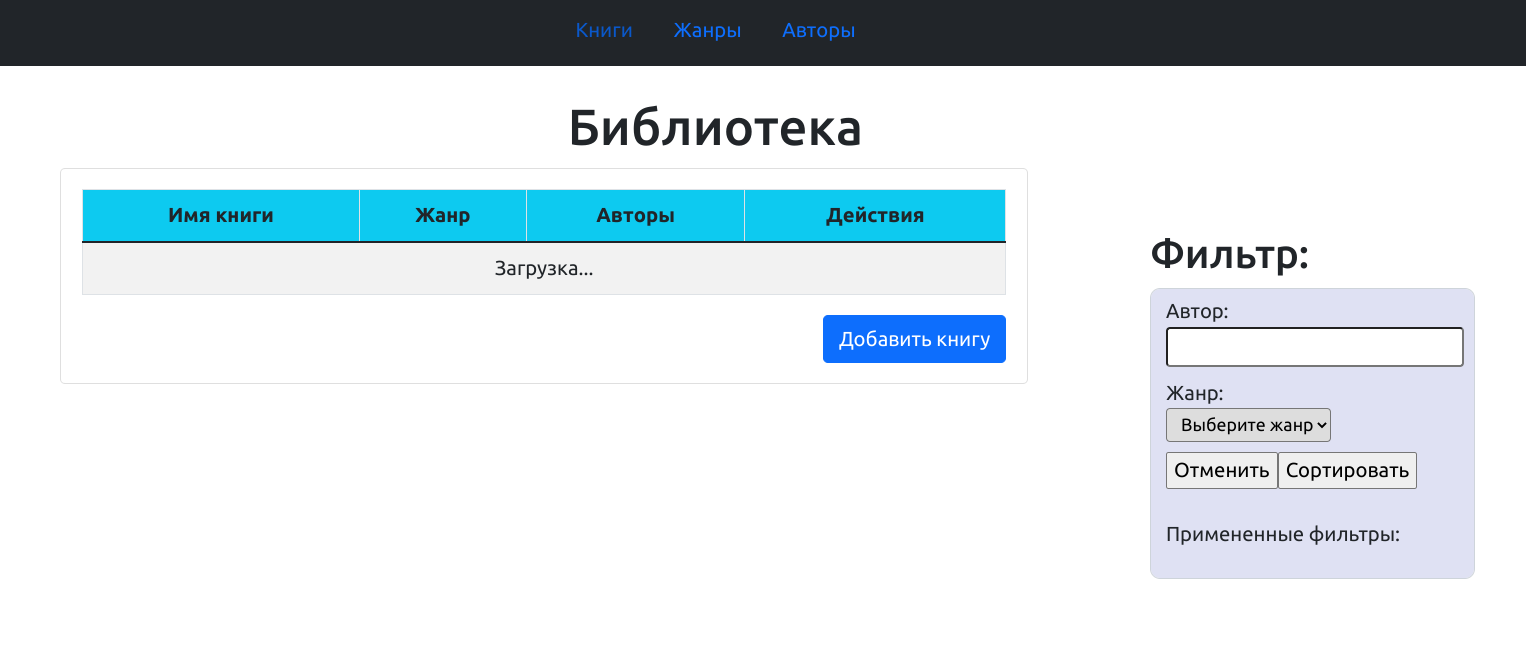 Книги Жанры Авторы
Библиотека
Имя книги Жанр Авторы Действия
Загрузка...
Добавить книгу
Фильтр:
Автор:
Жанр:
Выберите жанр
Отменить Сортировать
Примененные фильтры: